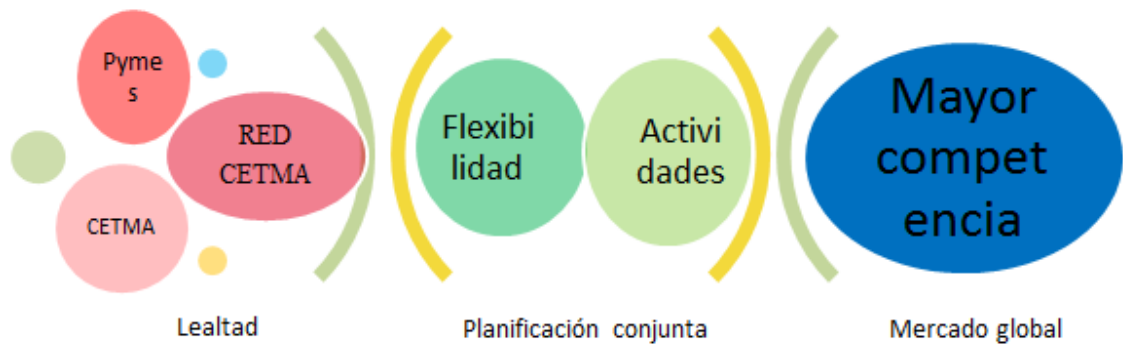 Pyme
s
RED
CETMA
CETMA
Lealtad
Flexibi
lidad
Activi
dades
Planificación conjunta
Mayor
compet
encia
Mercado global